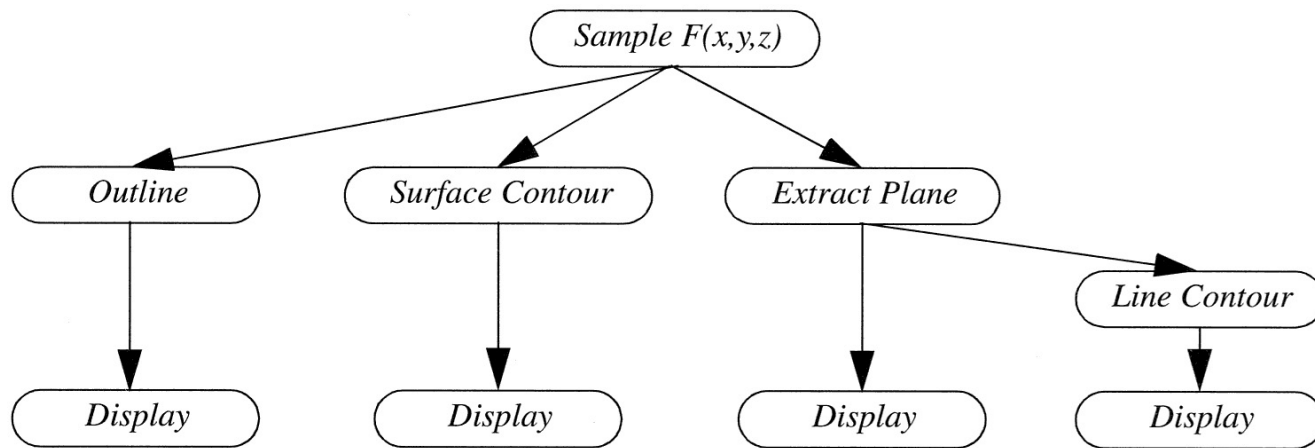 Sample F(x,y,z)
Outline
Surface Contour
Extract Plane
Line Contour
Display
Display
Display
Display